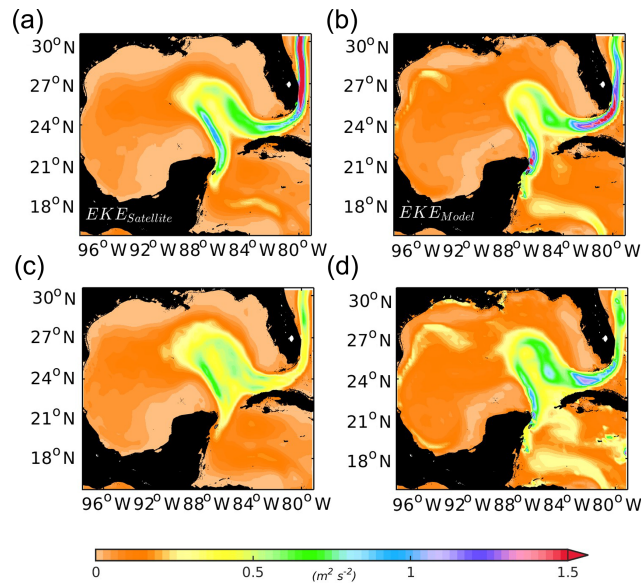 (a) (b)
30°N 30°N
27°N 27°N
24°N 24°N
21°N 21°N
18°N 18°N
EKE_Satellite EKE_Model
96°W 92°W 88°W 84°W 80°W 96°W 92°W 88°W 84°W 80°W
(c) (d)
30°N 30°N
27°N 27°N
24°N 24°N
21°N 21°N
18°N 18°N
96°W 92°W 88°W 84°W 80°W 96°W 92°W 88°W 84°W 80°W
0 0.5 (m² s⁻²) 1 1.5